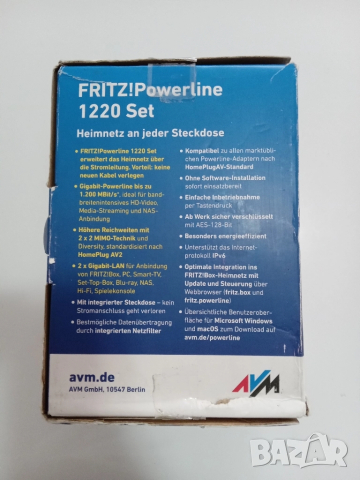 FRITZ!Powerline
1220 Set
Heimnetz an jeder Steckdose
• FRITZ!Powerline 1220 Set
erweitert das Heimnetz über
die Stromleitung. Vorteil: keine
neuen Kabel verlegen
• Gigabit-Powerline bis zu
1.200 MBit/s*, ideal für band-
breitenintensives HD-Video,
Media-Streaming und NAS-
Anbindung
• Höhere Reichweiten mit
2 x 2 MIMO-Technik und
Diversity, standardisiert nach
HomePlug AV2
• 2 x Gigabit-LAN für Anbindung
von FRITZ!Box, PC, Smart-TV,
Set-Top-Box, Blu-ray, NAS,
Hi-Fi, Spielekonsole
• Mit integrierter Steckdose – kein
Stromanschluss geht verloren
• Bestmögliche Datenübertragung
durch integrierten Netzfilter
• Kompatibel zu allen marktübli-
chen Powerline-Adaptern nach
HomePlugAV-Standard
• Ohne Software-Installation
sofort einsatzbereit
• Einfache Inbetriebnahme
per Tastendruck
• Ab Werk sicher verschlüsselt
mit AES-128-Bit
• Besonders energieeffizient
• Unterstützt das Internet-
protokoll IPv6
• Optimale Integration ins
FRITZ!Box-Heimnetz mit
Update und Steuerung über
Webbrowser (fritz.box und
fritz.powerline)
• Übersichtliche Benutzerober-
fläche für Microsoft Windows
und macOS zum Download auf
avm.de/powerline
avm.de
AVM GmbH, 10547 Berlin
AVM
BAZAR